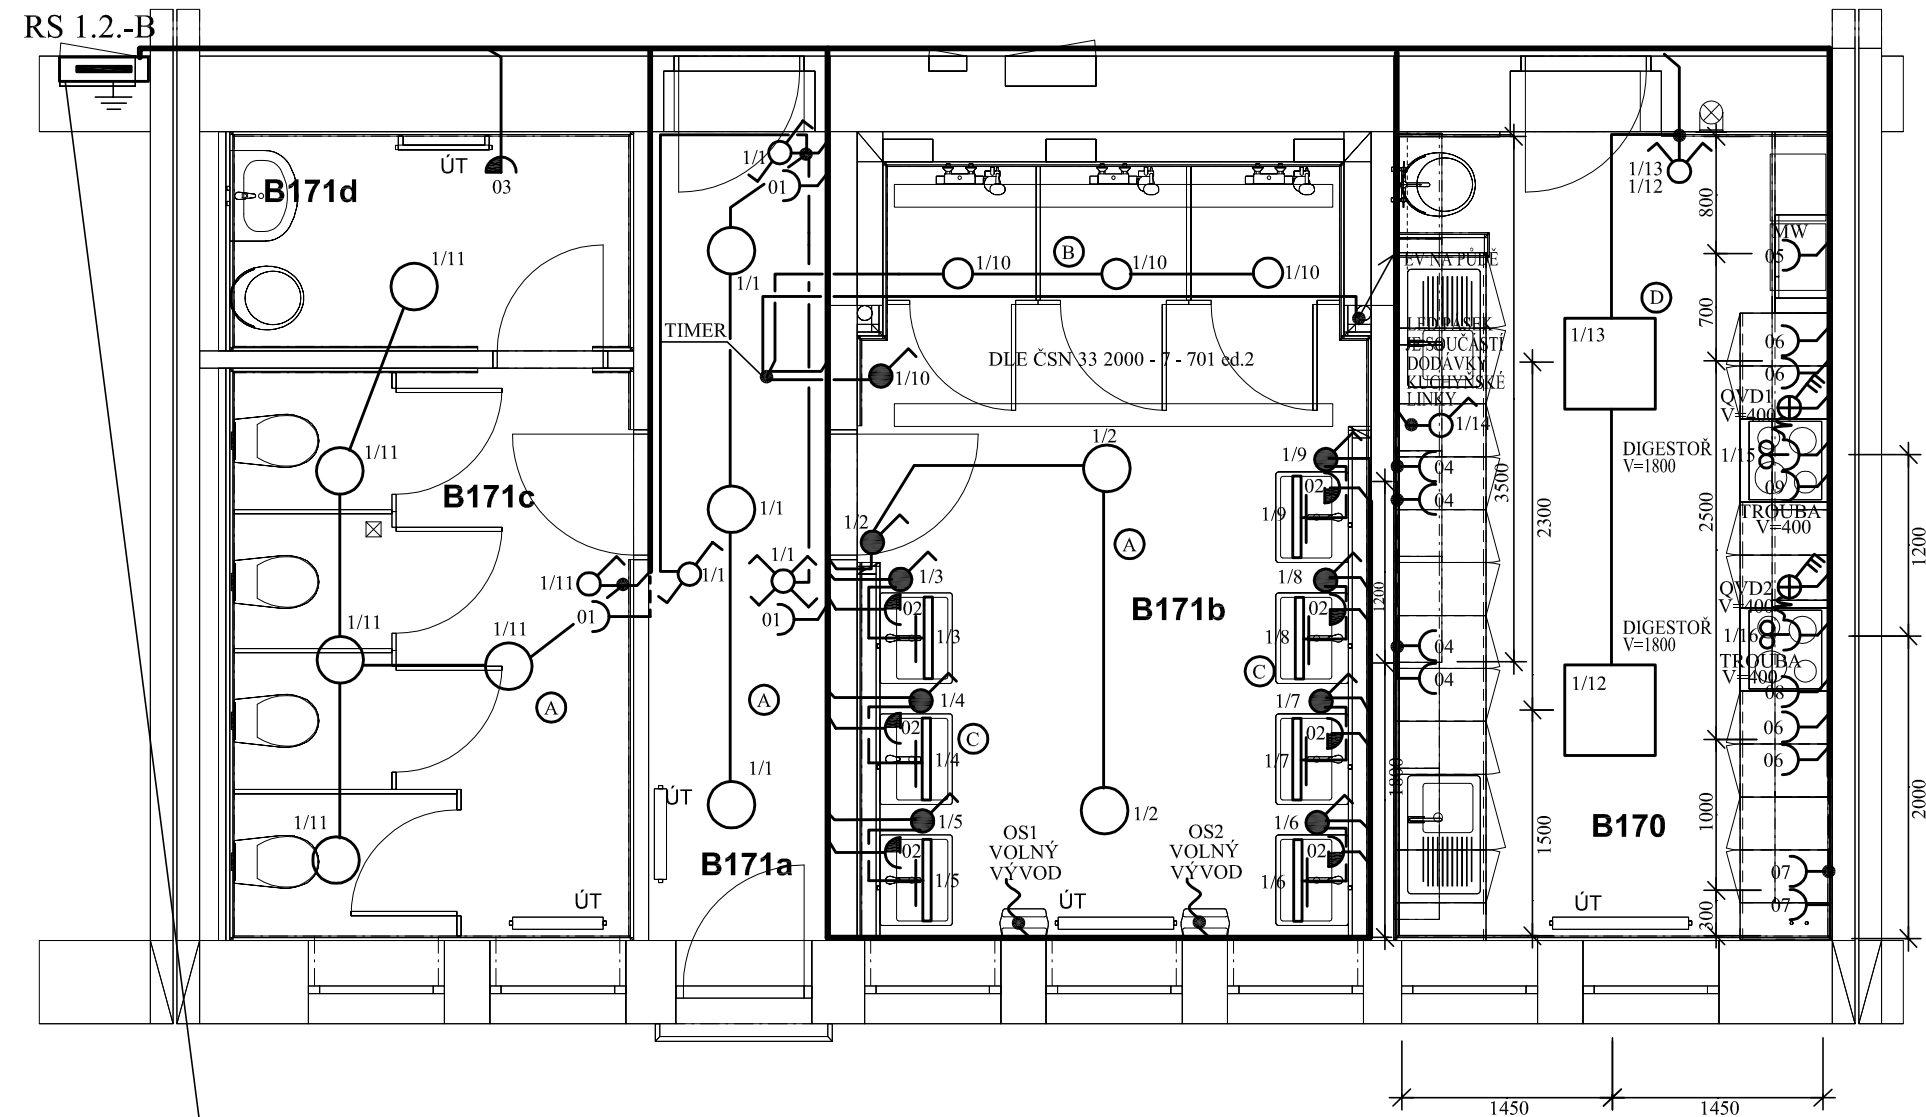 RS 1.2.-B
B171d
ÚT
03
1/11
1/11
B171c
1/11
01
1/11
1/11
A
1/11
ÚT
1/1
01
1/1
TIMER
1/1
1/1
1/1
01
A
1/1
ÚT
B171a
B
1/10
1/10
1/10
1/10
DLE ČSN 33 2000 - 7 - 701 ed.2
1/2
1/2
A
1/2
B171b
1/3
02
1/3
1/4
02
1/4
C
1/5
02
1/5
1/9
02
1/9
1/8
02
1/8
C
1/7
02
1/7
1/6
02
1/6
OS1
VOLNÝ
VÝVOD
ÚT
OS2
VOLNÝ
VÝVOD
1200
1800
EV NA PŮDĚ
LED PÁSEK
JE SOUČÁSTÍ
DODÁVKY
KUCHYŇSKÉ
LINKY
1/14
04
04
04
04
3500
2300
1500
1/13
1/12
D
1/13
1/12
DIGESTOŘ
V=1800
DIGESTOŘ
V=1800
B170
ÚT
800
700
2500
1000
300
MW
05
06
06
QVD1
V=400
1/15
09
TROUBA
V=400
QVD2
V=400
1/16
TROUBA
V=400
08
06
06
07
07
1200
2000
1450
1450